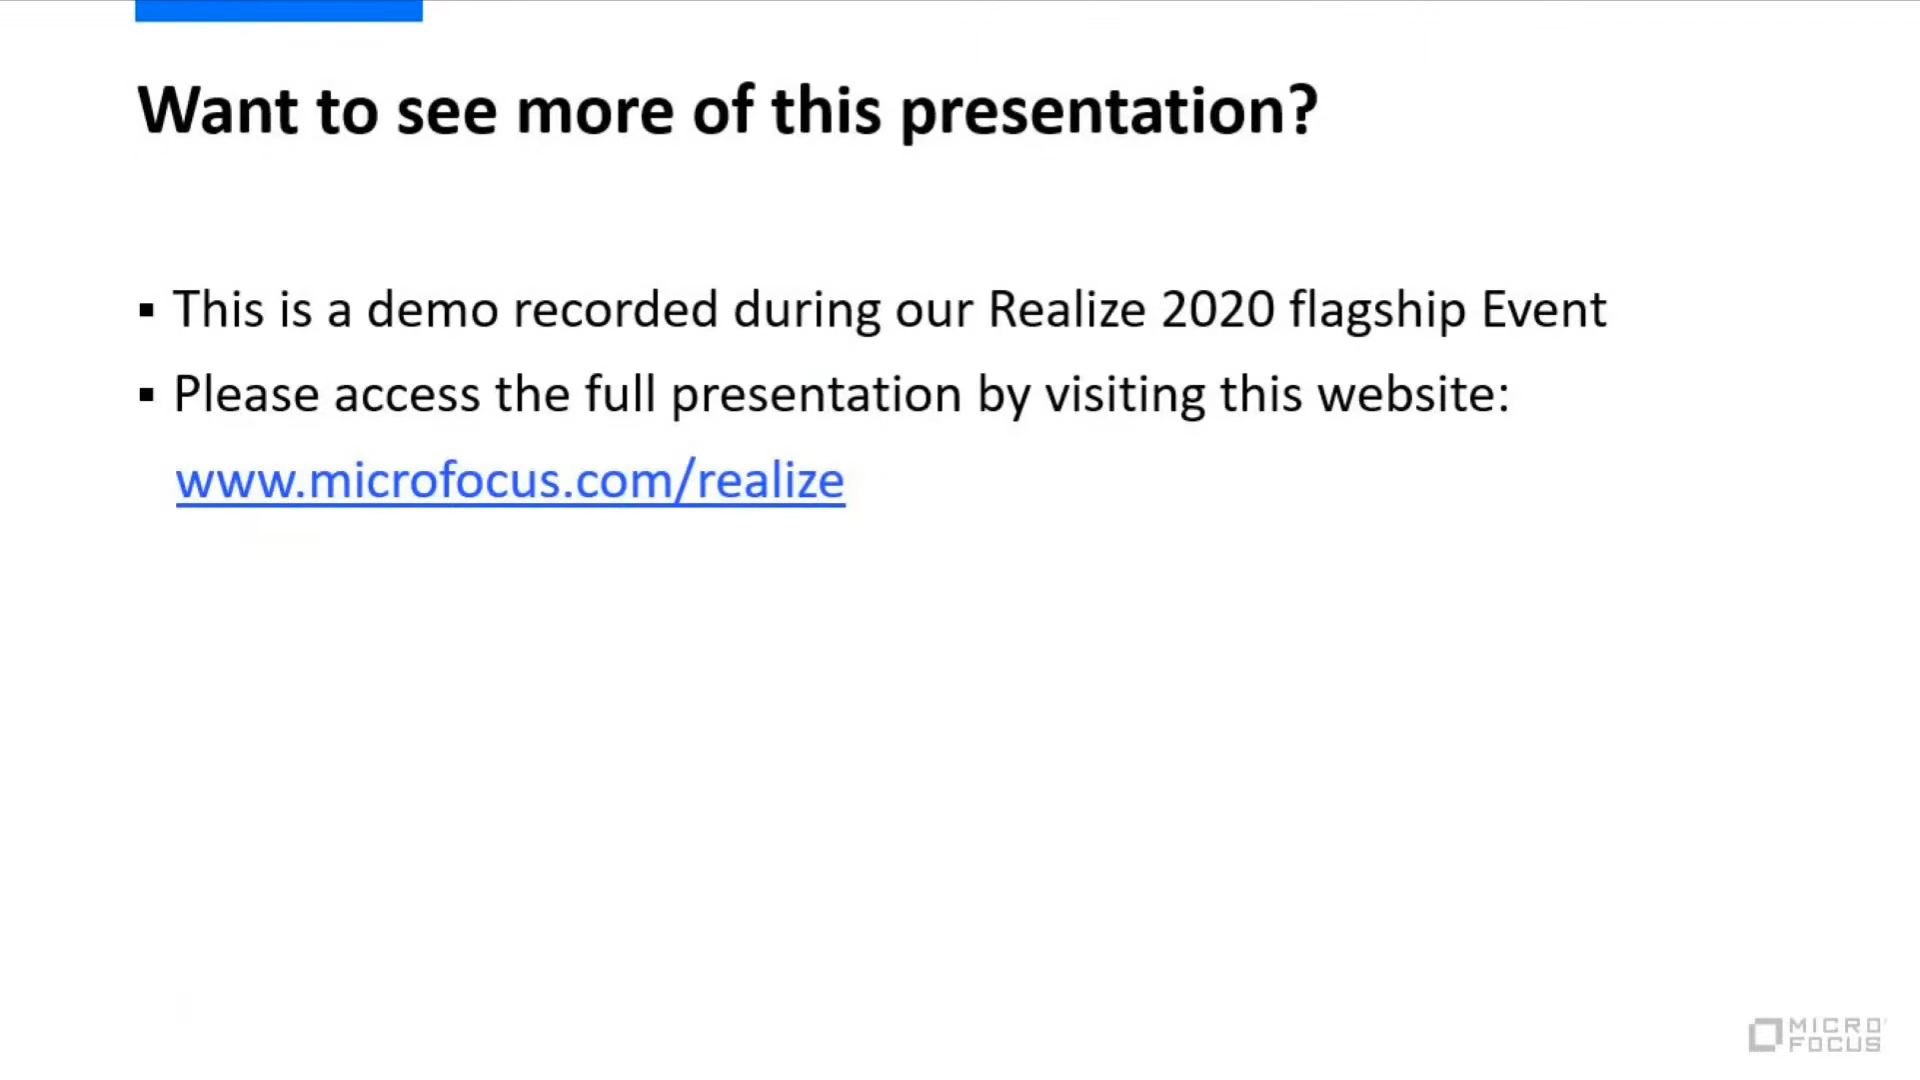 Want to see more of this presentation?
▪ This is a demo recorded during our Realize 2020 flagship Event
▪ Please access the full presentation by visiting this website:
www.microfocus.com/realize
MICRO
FOCUS